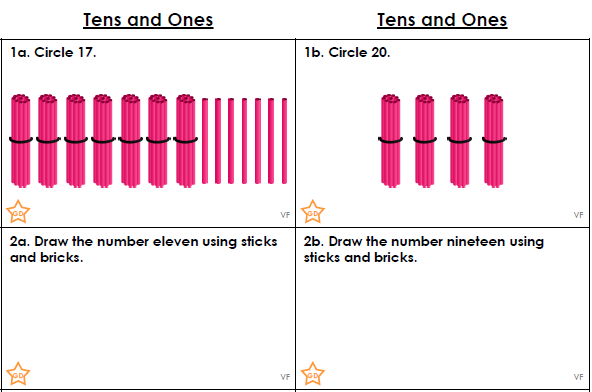 Tens and Ones
Tens and Ones
1a. Circle 17.
1b. Circle 20.
GD
VF
GD
VF
2a. Draw the number eleven using sticks
and bricks.
2b. Draw the number nineteen using
sticks and bricks.
GD
VF
GD
VF